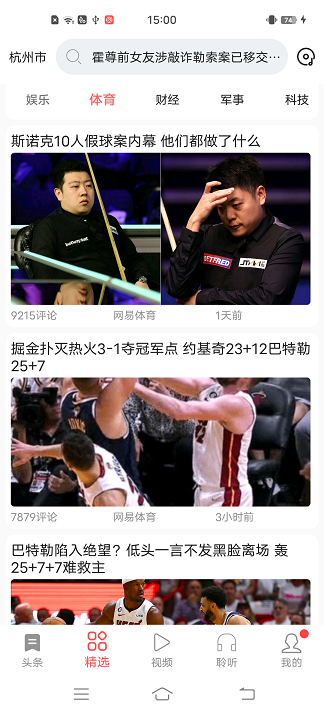 15:00
74
杭州市
霍尊前女友涉敲诈勒索案已移交…
娱乐 体育 财经 军事 科技
斯诺克10人假球案内幕 他们都做了什么
BETFRED
9215评论 网易体育 1天前
掘金扑灭热火3-1夺冠军点 约基奇23+12巴特勒
25+7
7879评论 网易体育 3小时前
巴特勒陷入绝望？低头一言不发黑脸离场 轰
25+7+7难救主
头条 精选 视频 聆听 我的